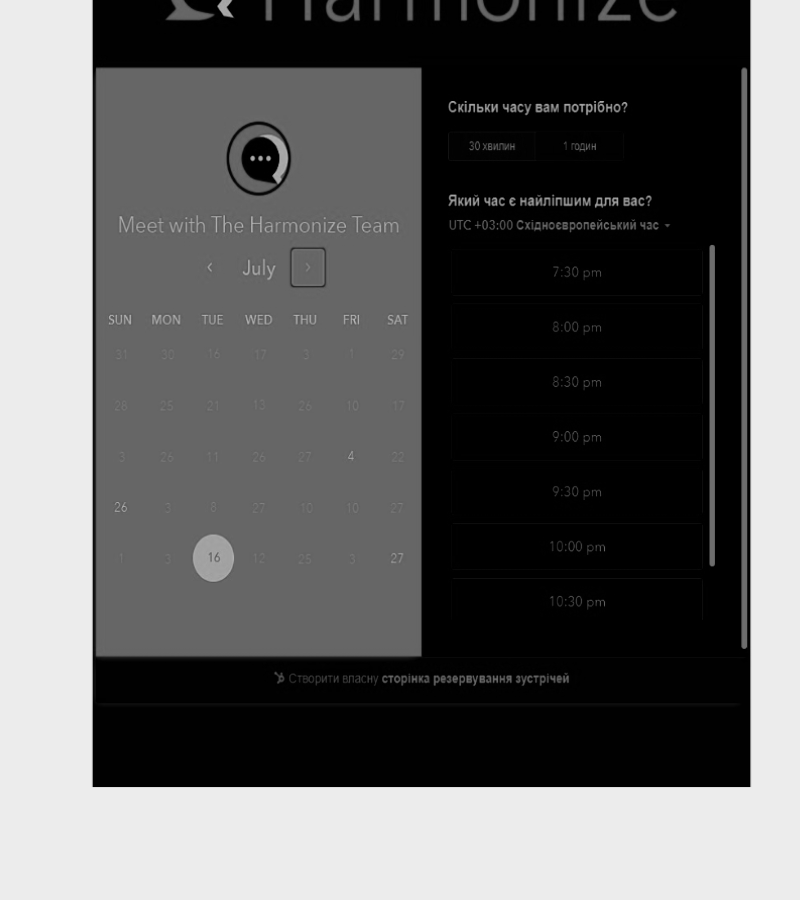 Harmonize
Meet with The Harmonize Team
July
SUN MON TUE WED THU FRI SAT
31 30 16 17 3 1 29
26 25 21 13 26 10 17
3 25 11 26 27 4 22
26 3 8 27 10 10 27
1 3 16 12 25 3 27
Скільки часу вам потрібно?
30 хвилин 1 годин
Який час є найліпшим для вас?
UTC +03:00 Східноєвропейський час
7:30 pm
8:00 pm
8:30 pm
9:00 pm
9:30 pm
10:00 pm
10:30 pm
Створити власну сторінка резервування зустрічей